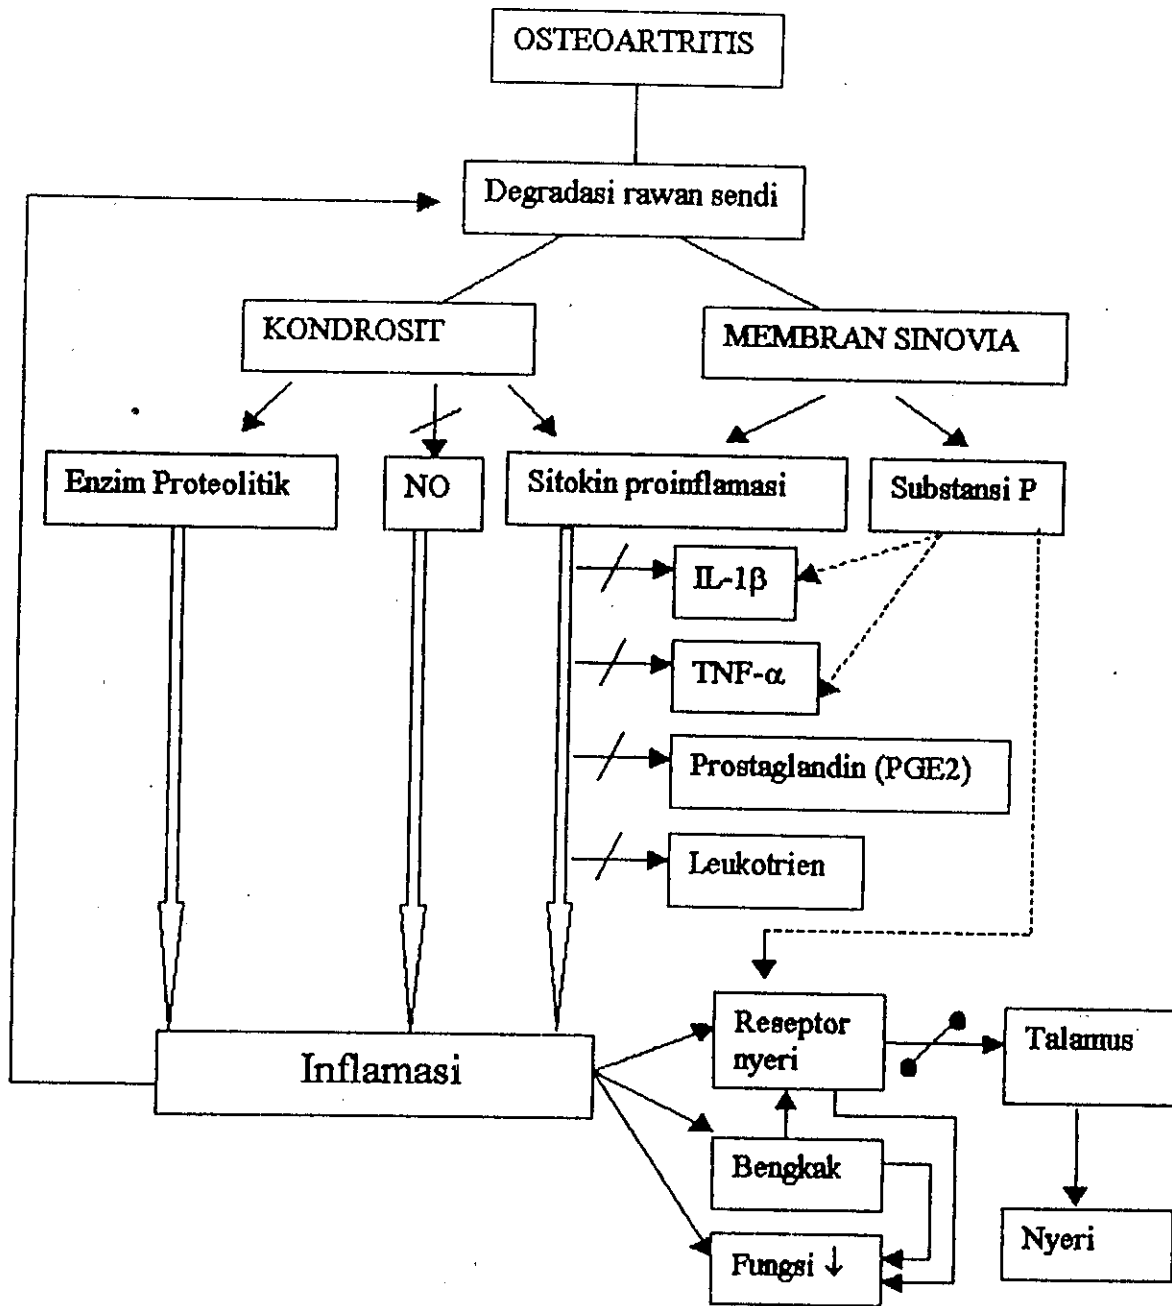 OSTEOARTRITIS
Degradasi rawan sendi
KONDROSIT
MEMBRAN SINOVIA
Enzim Proteolitik
NO
Sitokin proinflamasi
Substansi P
IL-1β
TNF-α
Prostaglandin (PGE2)
Leukotrien
Inflamasi
Reseptor
nyeri
Talamus
Bengkak
Fungsi ↓
Nyeri